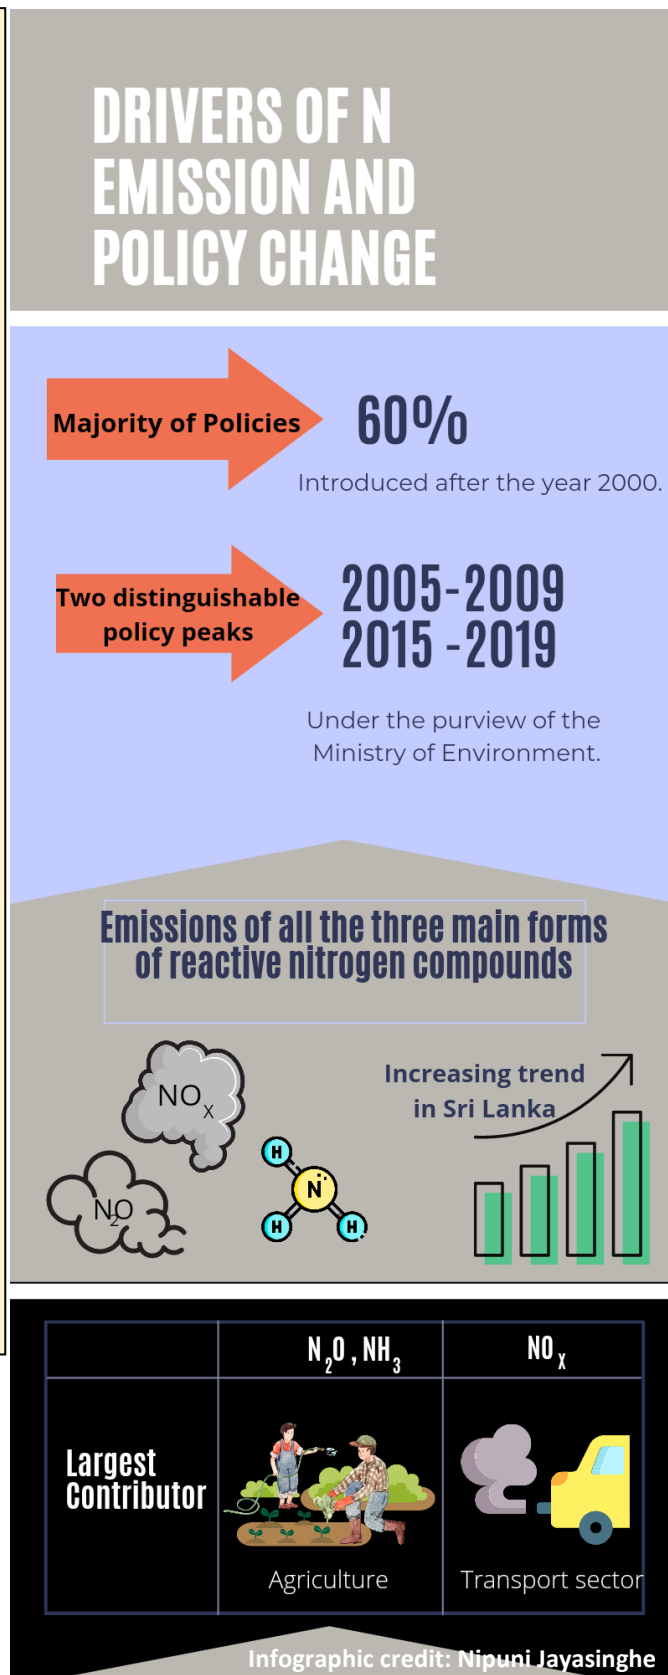 DRIVERS OF N
EMISSION AND
POLICY CHANGE
Majority of Policies
60%
Introduced after the year 2000.
Two distinguishable
policy peaks
2005-2009
2015 -2019
Under the purview of the
Ministry of Environment.
Emissions of all the three main forms
of reactive nitrogen compounds
NOX
N2O
H
N
H
H
Increasing trend
in Sri Lanka
N2O , NH3
NOX
Largest
Contributor
Agriculture
Transport sector
Infographic credit: Nipuni Jayasinghe